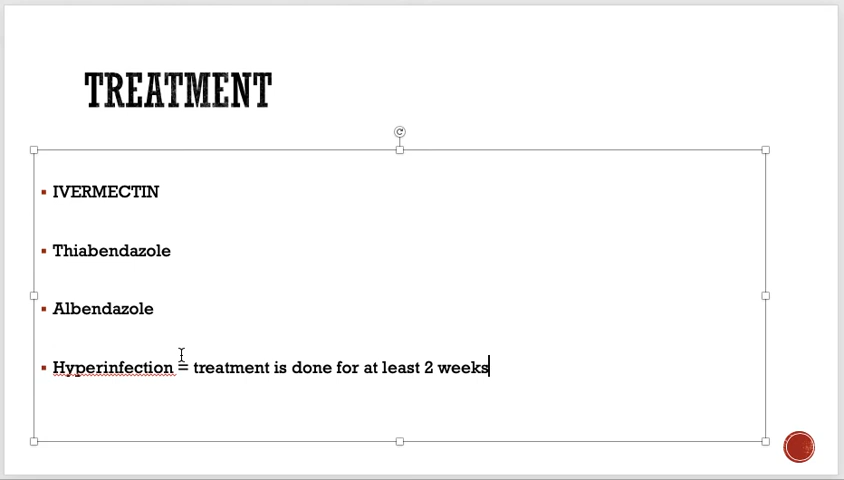 TREATMENT
IVERMECTIN
Thiabendazole
Albendazole
Hyperinfection = treatment is done for at least 2 weeks